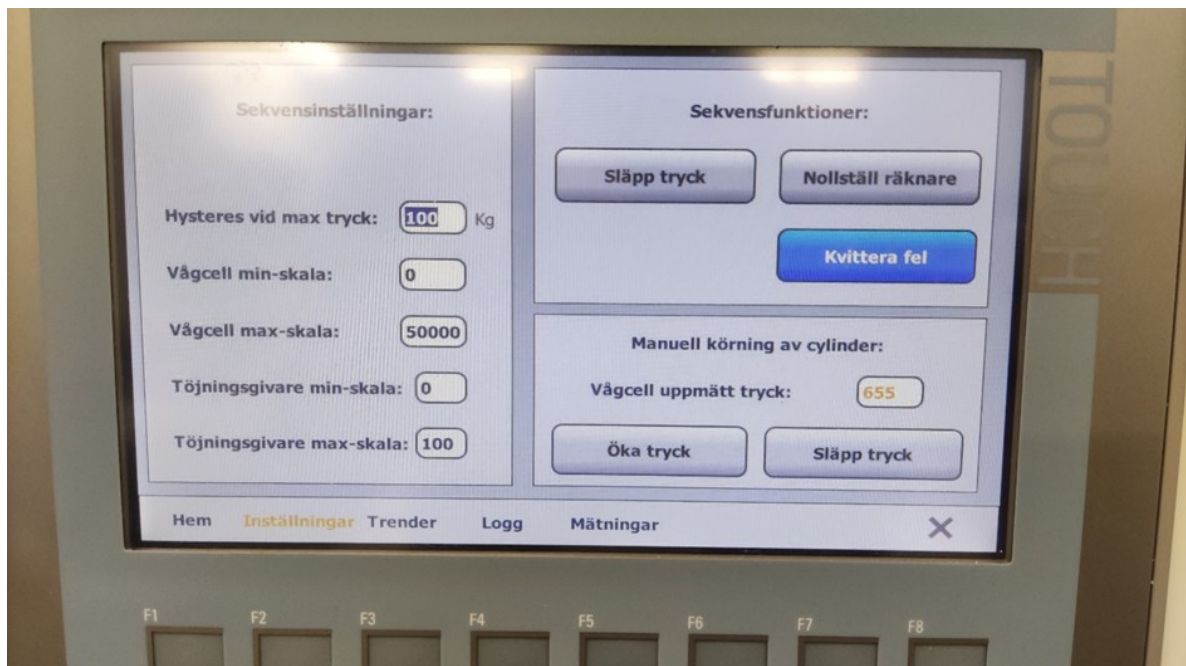 Sekvensinställningar:
Hysteres vid max tryck: 100 Kg
Vågcell min-skala: 0
Vågcell max-skala: 50000
Töjningsgivare min-skala: 0
Töjningsgivare max-skala: 100
Sekvensfunktioner:
Släpp tryck Nollställ räknare
Kvittera fel
Manuell körning av cylinder:
Vågcell uppmätt tryck: 655
Öka tryck Släpp tryck
Hem Inställningar Trender Logg Mätningar
TOUCH
F1 F2 F3 F4 F5 F6 F7 F8